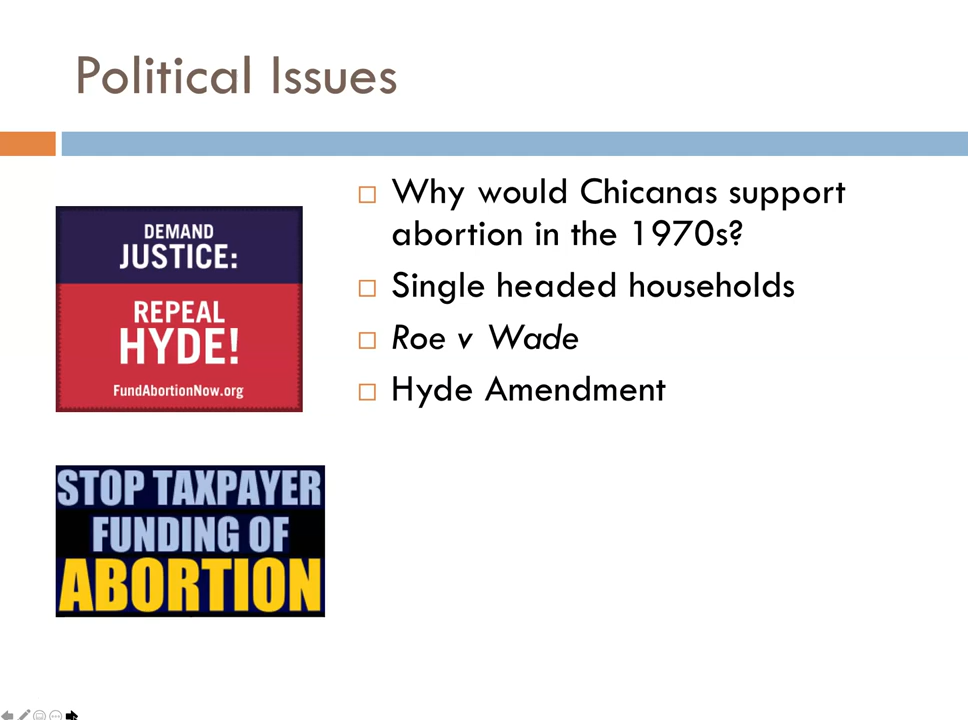 Political Issues
DEMAND
JUSTICE:
REPEAL
HYDE!
FundAbortionNow.org
STOP TAXPAYER
FUNDING OF
ABORTION
Why would Chicanas support
abortion in the 1970s?
Single headed households
Roe v Wade
Hyde Amendment